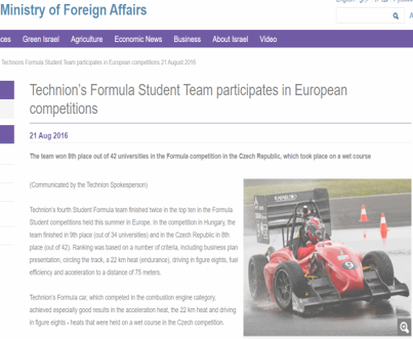 Ministry of Foreign Affairs
ces Green Israel Agriculture Economic News Business About Israel Video
Technions Formula Student Team participates in European competitions 21 August 2016
Technion's Formula Student Team participates in European
competitions
21 Aug 2016
The team won 8th place out of 42 universities in the Formula competition in the Czech Republic, which took place on a wet course
(Communicated by the Technion Spokesperson)
Technion's fourth Student Formula team finished twice in the top ten in the Formula
Student competitions held this summer in Europe. In the competition in Hungary, the
team finished in 9th place (out of 34 universities) and in the Czech Republic in 8th
place (out of 42). Ranking was based on a number of criteria, including business plan
presentation, circling the track, a 22 km heat (endurance), driving in figure eights, fuel
efficiency and acceleration to a distance of 75 meters.
Technion's Formula car, which competed in the combustion engine category,
achieved especially good results in the acceleration heat, the 22 km heat and driving
in figure eights - heats that were held on a wet course in the Czech competition.